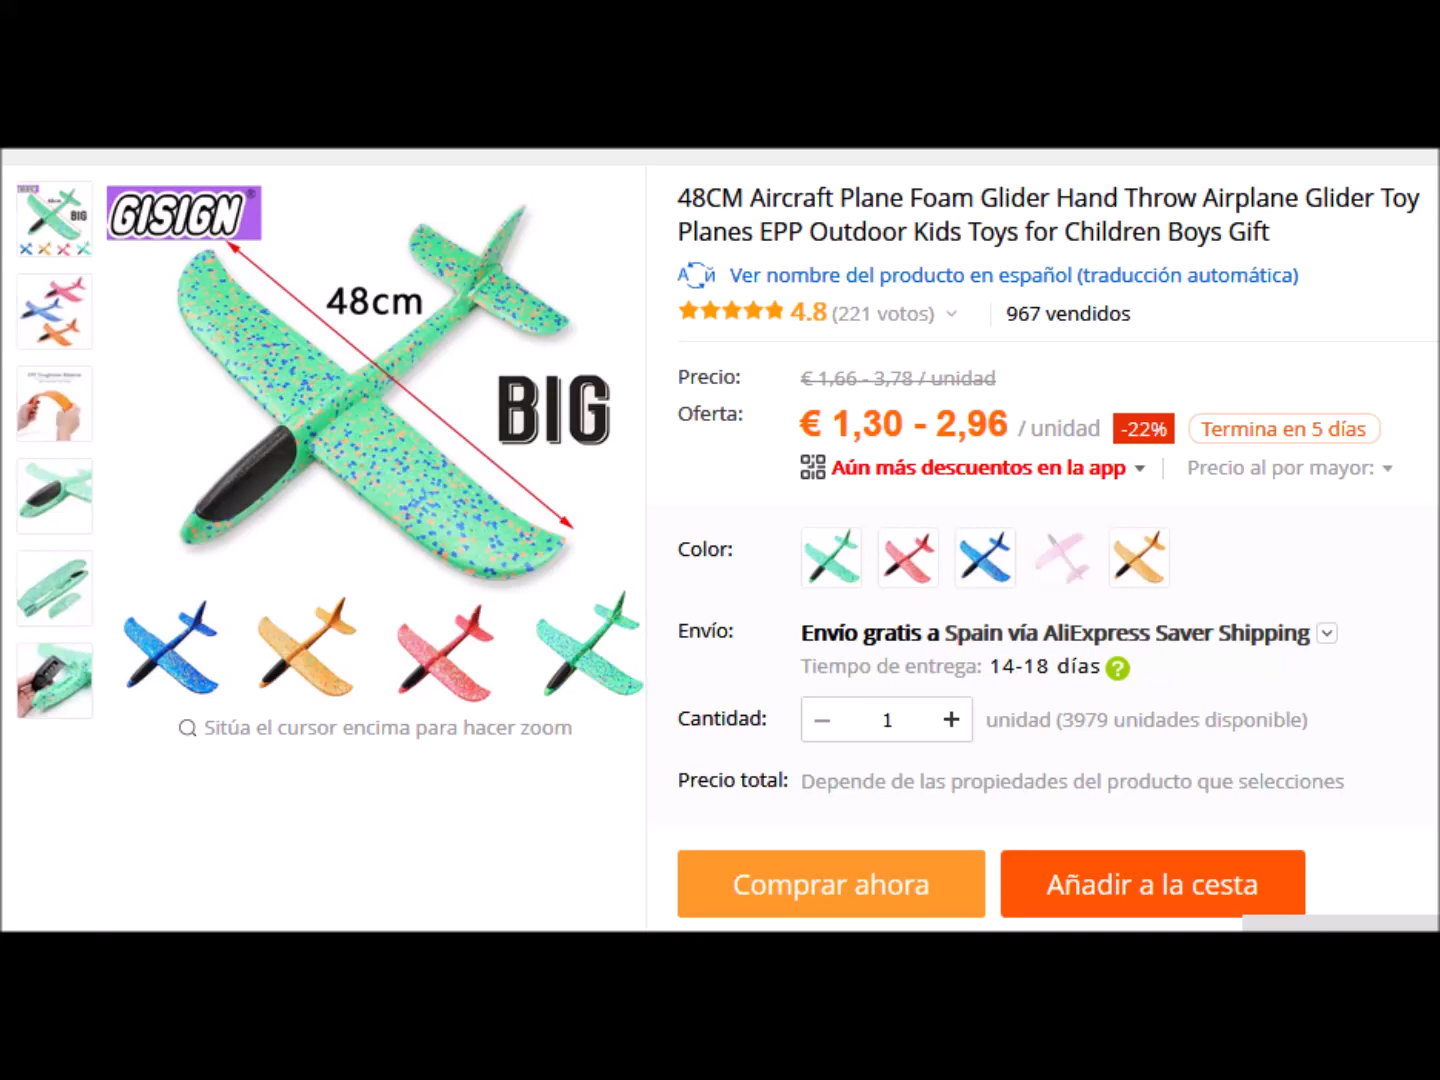 GISIGN®
48cm
BIG
Sitúa el cursor encima para hacer zoom
48CM Aircraft Plane Foam Glider Hand Throw Airplane Glider Toy
Planes EPP Outdoor Kids Toys for Children Boys Gift
Ver nombre del producto en español (traducción automática)
4.8 (221 votos) 967 vendidos
Precio: € 1,66 - 3,78 / unidad
Oferta: € 1,30 - 2,96 / unidad -22% Termina en 5 días
Aún más descuentos en la app Precio al por mayor:
Color:
Envío: Envío gratis a Spain vía AliExpress Saver Shipping
Tiempo de entrega: 14-18 días ?
Cantidad: − 1 + unidad (3979 unidades disponible)
Precio total: Depende de las propiedades del producto que selecciones
Comprar ahora Añadir a la cesta